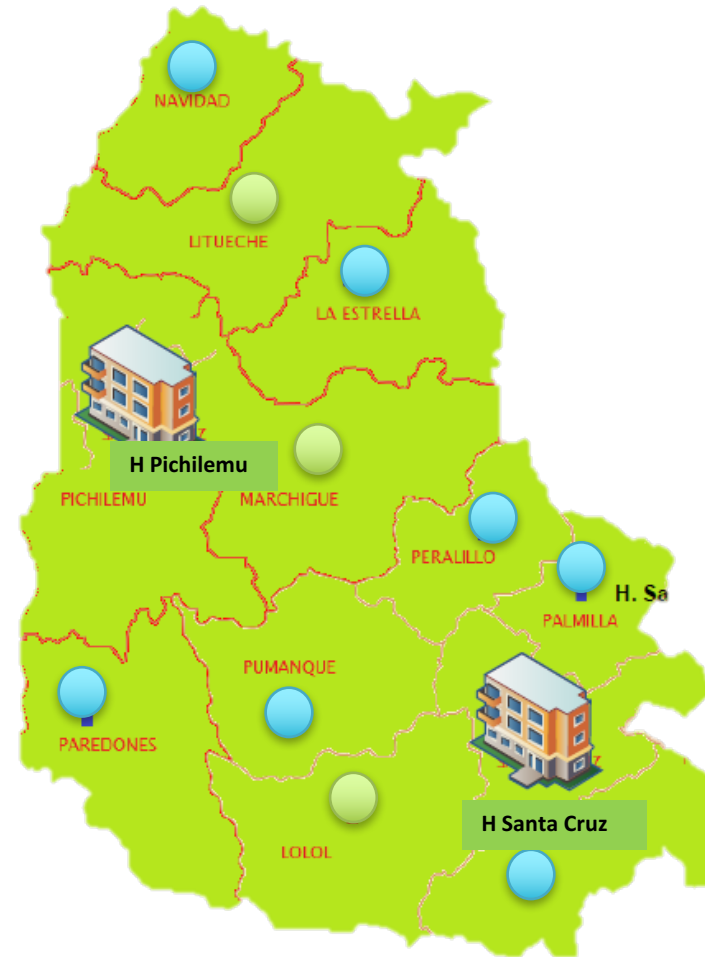 NAVIDAD
LITUECHE
LA ESTRELLA
H Pichilemu
PICHILEMU
MARCHIGUE
PERALILLO
H. Sa
PALMILLA
PUMANQUE
PAREDONES
H Santa Cruz
LOLOL